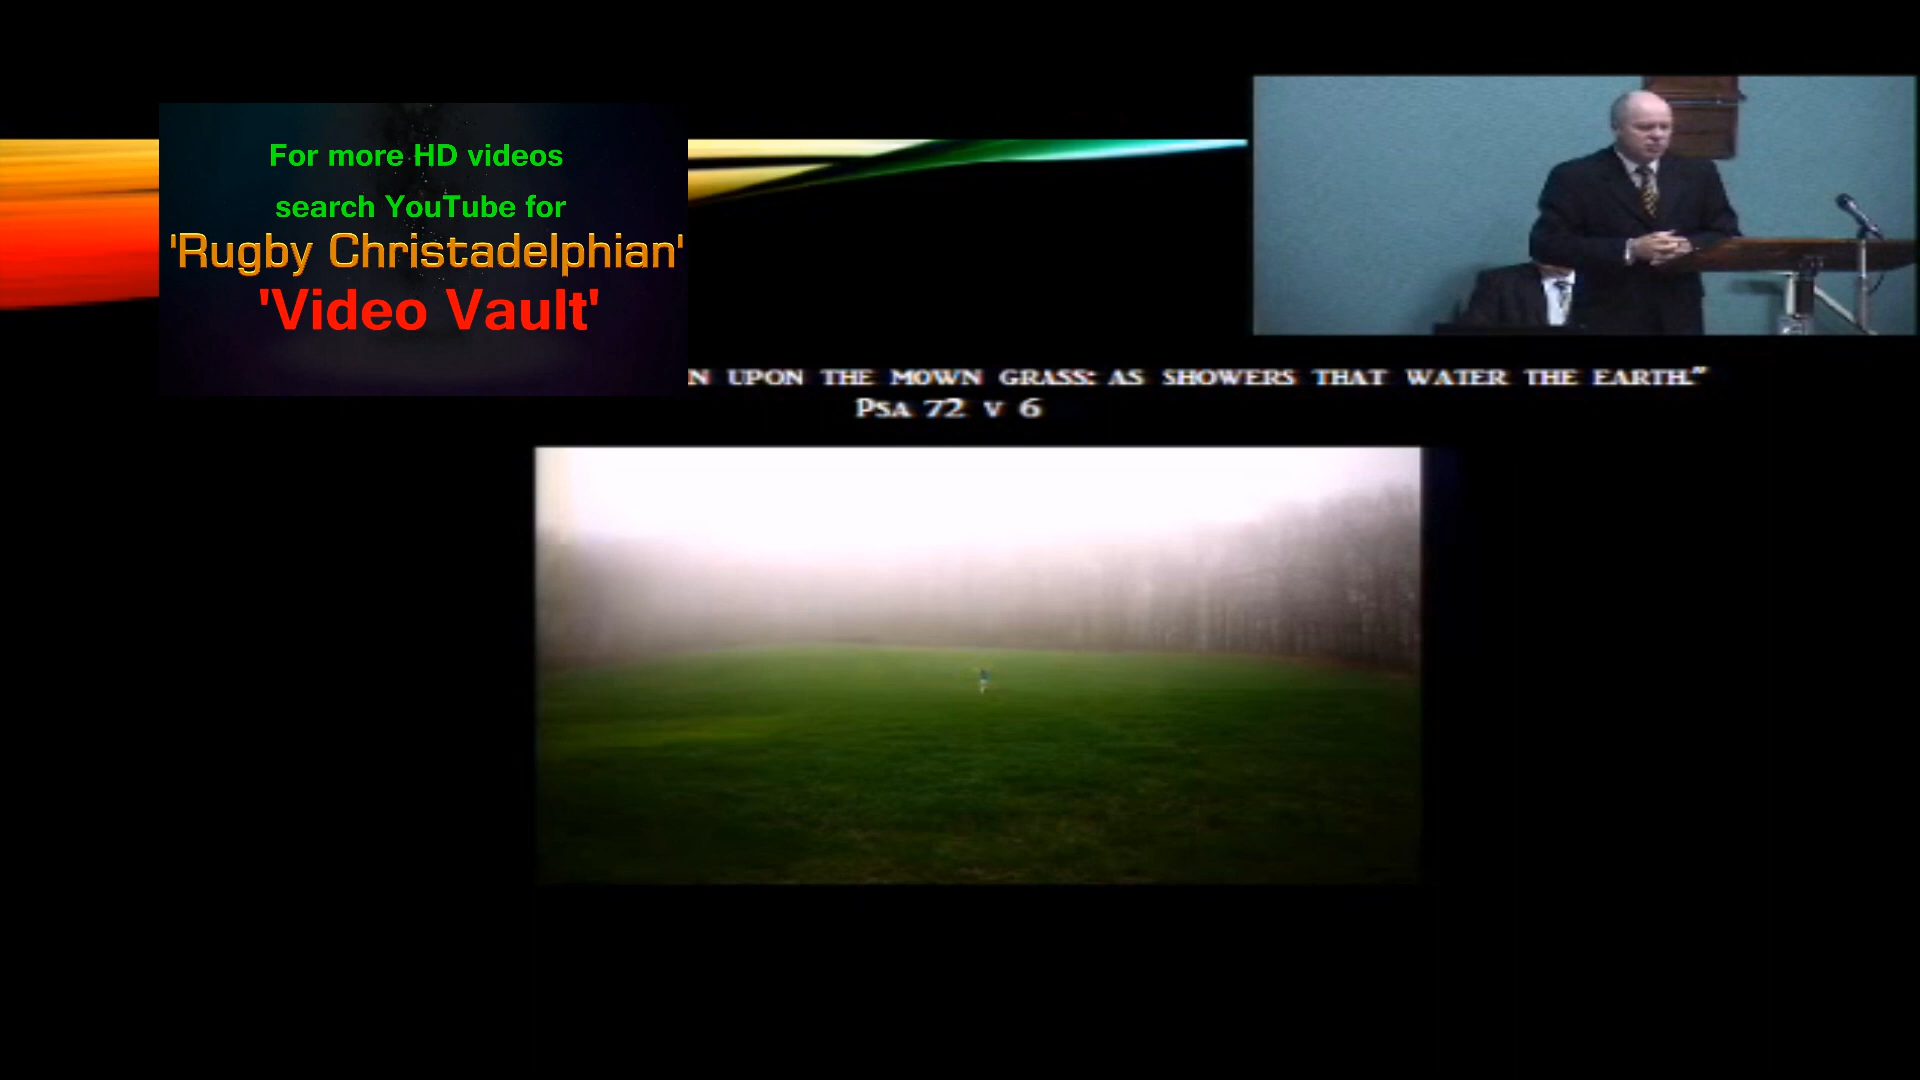 For more HD videos
search YouTube for
'Rugby Christadelphian'
'Video Vault'
UPON THE MOWN GRASS: AS SHOWERS THAT WATER THE EARTH."
PSA 72 V 6